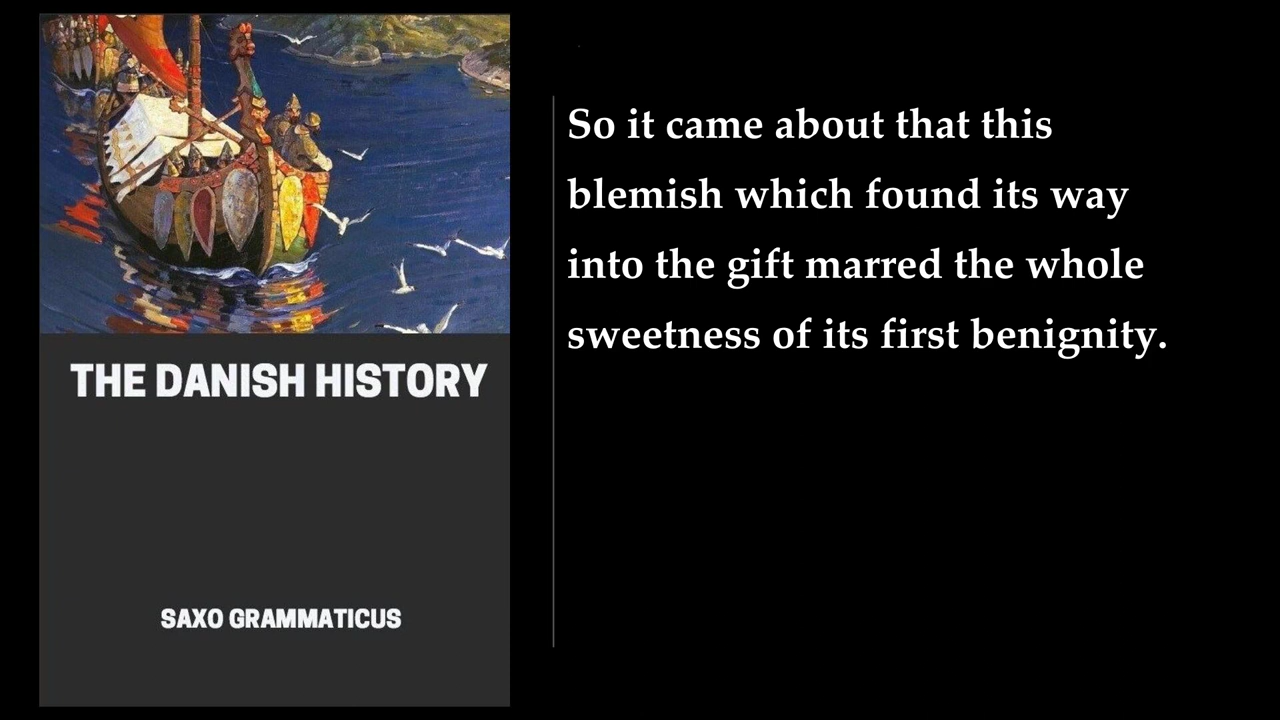 THE DANISH HISTORY
SAXO GRAMMATICUS
So it came about that this
blemish which found its way
into the gift marred the whole
sweetness of its first benignity.